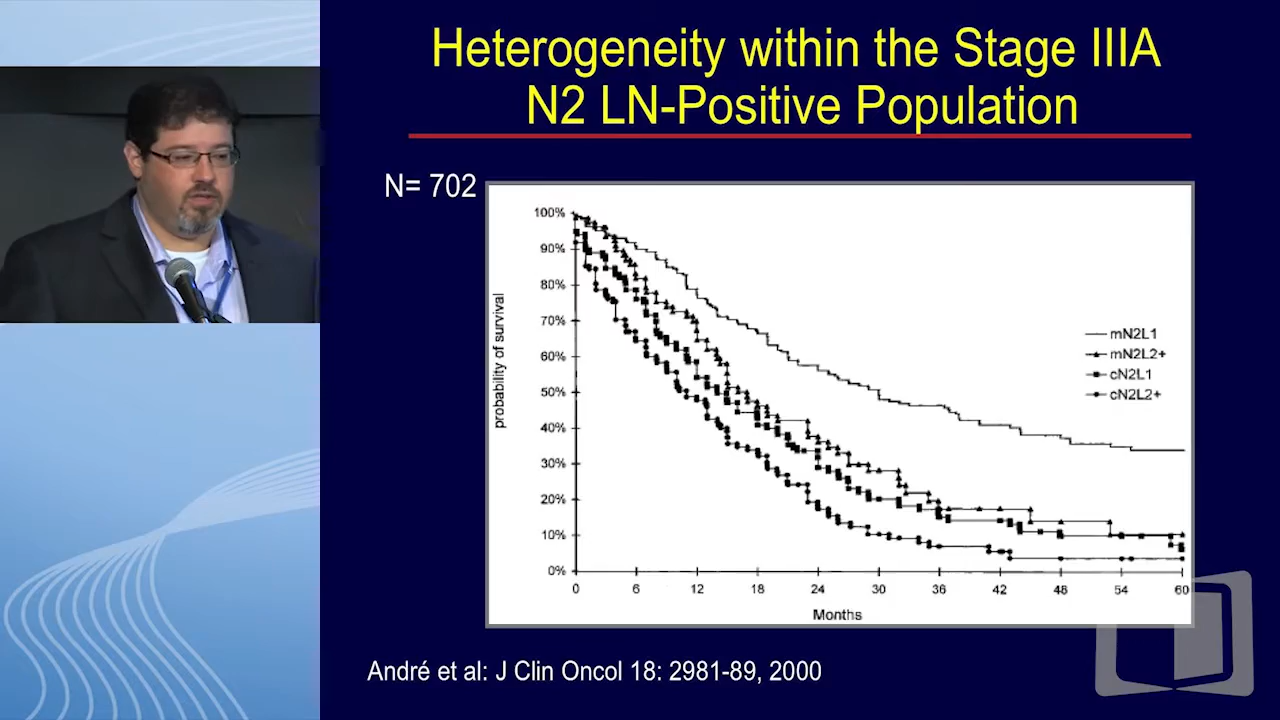 Heterogeneity within the Stage IIIA
N2 LN-Positive Population
N= 702
100%
90%
80%
70%
60%
50%
40%
30%
20%
10%
0%
probability of survival
mN2L1
mN2L2+
cN2L1
cN2L2+
0 6 12 18 24 30 36 42 48 54 60
Months
André et al: J Clin Oncol 18: 2981-89, 2000